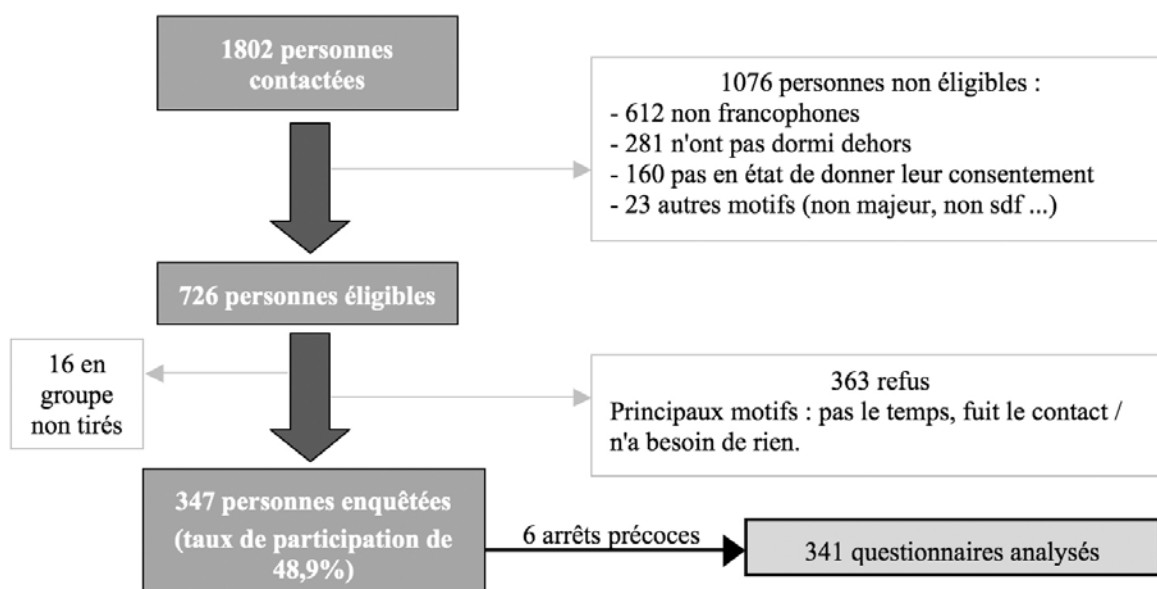 1802 personnes
contactées
1076 personnes non éligibles :
- 612 non francophones
- 281 n'ont pas dormi dehors
- 160 pas en état de donner leur consentement
- 23 autres motifs (non majeur, non sdf ...)
726 personnes éligibles
16 en
groupe
non tirés
363 refus
Principaux motifs : pas le temps, fuit le contact /
n'a besoin de rien.
347 personnes enquêtées
(taux de participation de
48,9%)
6 arrêts précoces
341 questionnaires analysés